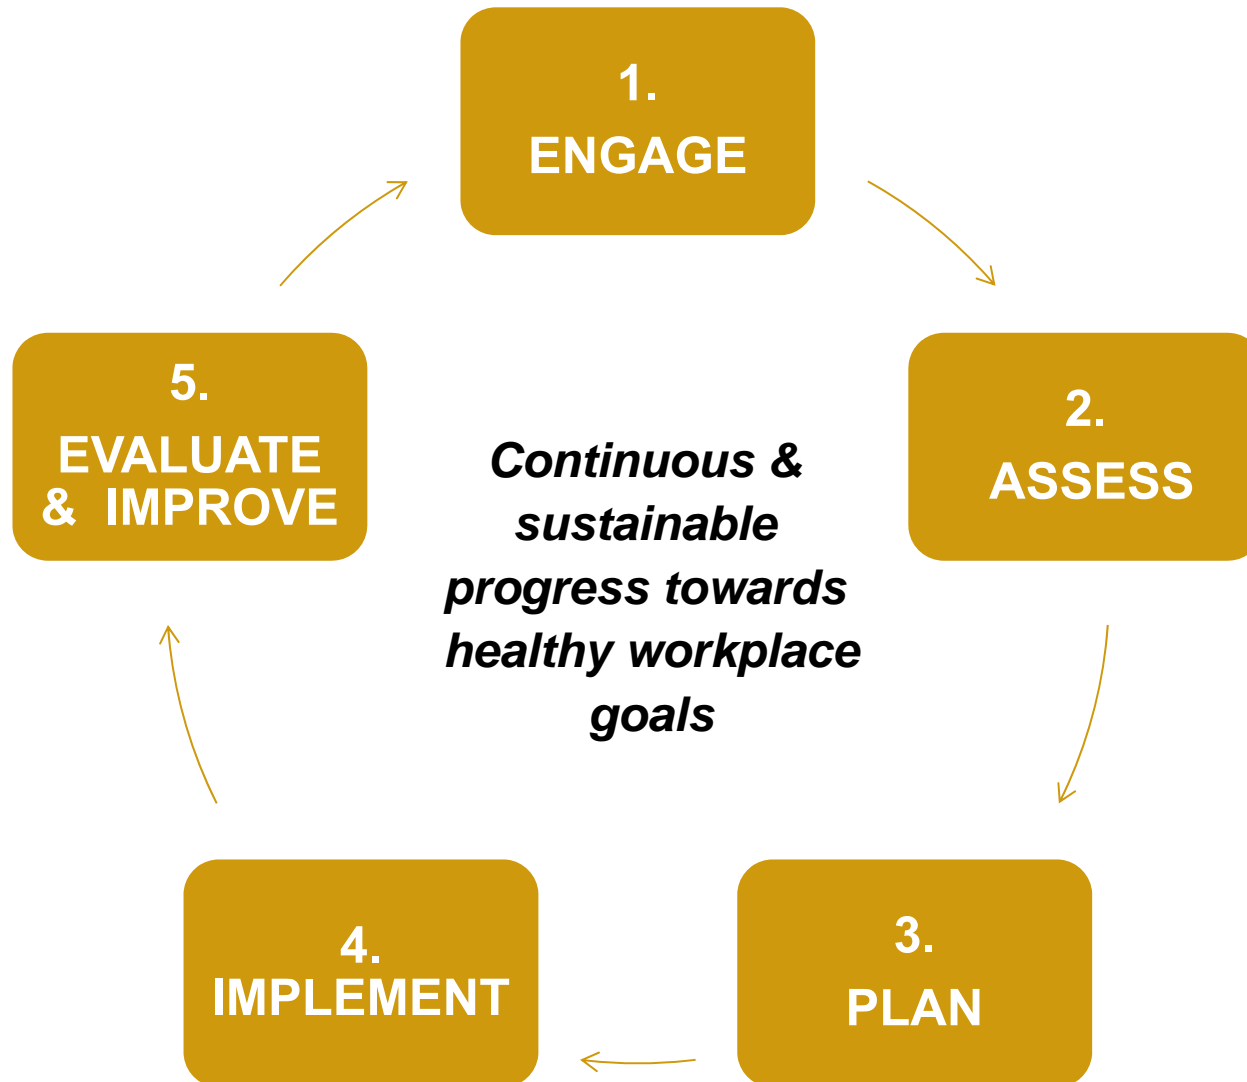 1.
ENGAGE
2.
ASSESS
3.
PLAN
4.
IMPLEMENT
5.
EVALUATE
& IMPROVE
Continuous &
sustainable
progress towards
healthy workplace
goals